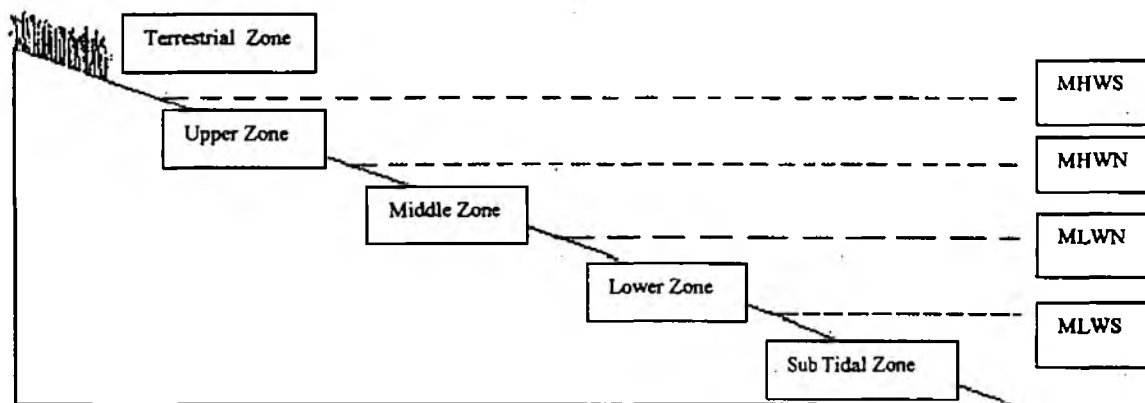 Terrestrial Zone
MHWS
Upper Zone
MHWN
Middle Zone
MLWN
Lower Zone
MLWS
Sub Tidal Zone